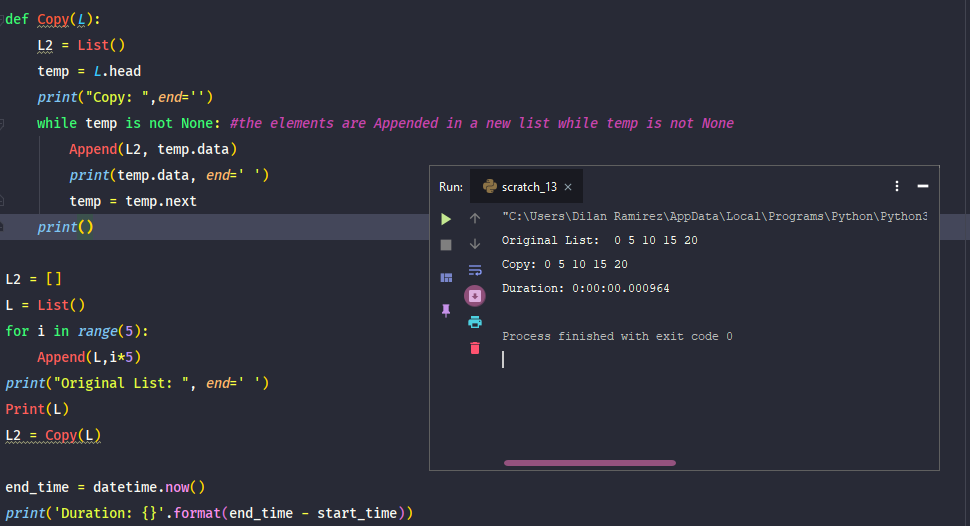 def Copy(L):
    L2 = List()
    temp = L.head
    print("Copy: ",end='')
    while temp is not None: #the elements are Appended in a new list while temp is not None
        Append(L2, temp.data)
        print(temp.data, end=' ')
        temp = temp.next
    print()
L2 = []
L = List()
for i in range(5):
    Append(L,i*5)
print("Original List: ", end=' ')
Print(L)
L2 = Copy(L)
end_time = datetime.now()
print('Duration: {}'.format(end_time - start_time))
Run: scratch_13 ×
"C:\Users\Dilan Ramirez\AppData\Local\Programs\Python\Python3
Original List:  0 5 10 15 20
Copy: 0 5 10 15 20
Duration: 0:00:00.000964
Process finished with exit code 0